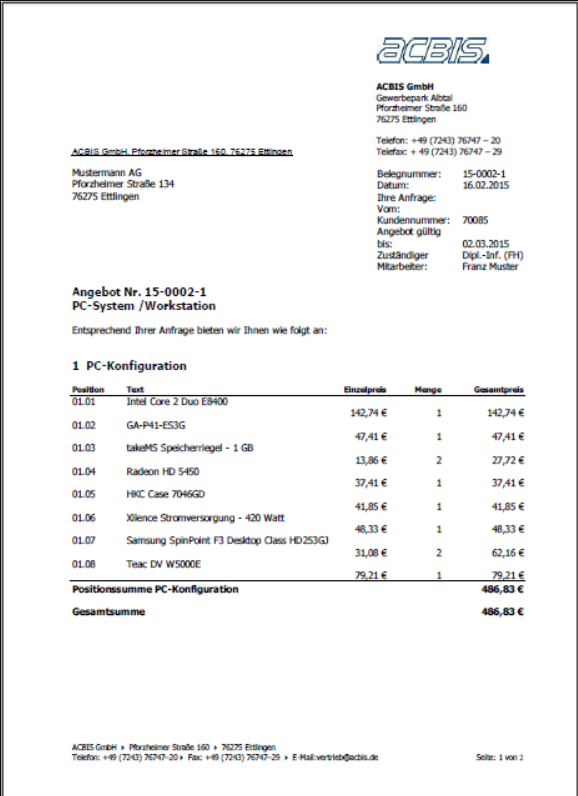 ACBIS
ACBIS GmbH
Gewerbepark Albtal
Pforzheimer Straße 160
76275 Ettlingen
Telefon: +49 (7243) 76747 – 20
Telefax: + 49 (7243) 76747 – 29
ACBIS GmbH, Pforzheimer Straße 160, 76275 Ettlingen
Mustermann AG
Pforzheimer Straße 134
76275 Ettlingen
Belegnummer: 15-0002-1
Datum: 16.02.2015
Ihre Anfrage:
Vom:
Kundennummer: 70085
Angebot gültig
bis: 02.03.2015
Zuständiger Dipl.-Inf. (FH)
Mitarbeiter: Franz Muster
Angebot Nr. 15-0002-1
PC-System /Workstation
Entsprechend Ihrer Anfrage bieten wir Ihnen wie folgt an:
1 PC-Konfiguration
Position Text Einzelpreis Menge Gesamtpreis
01.01 Intel Core 2 Duo E8400
142,74 € 1 142,74 €
01.02 GA-P41-ES3G
47,41 € 1 47,41 €
01.03 takeMS Speicherriegel - 1 GB
13,86 € 2 27,72 €
01.04 Radeon HD 5450
37,41 € 1 37,41 €
01.05 HKC Case 7046GD
41,85 € 1 41,85 €
01.06 Xilence Stromversorgung - 420 Watt
48,33 € 1 48,33 €
01.07 Samsung SpinPoint F3 Desktop Class HD253GJ
31,08 € 2 62,16 €
01.08 Teac DV W5000E
79,21 € 1 79,21 €
Positionssumme PC-Konfiguration 486,83 €
Gesamtsumme 486,83 €
ACBIS GmbH ▸ Pforzheimer Straße 160 ▸ 76275 Ettlingen
Telefon: +49 (7243) 76747–20 ▸ Fax: +49 (7243) 76747–29 ▸ E-Mail:vertrieb@acbis.de Seite: 1 von 2